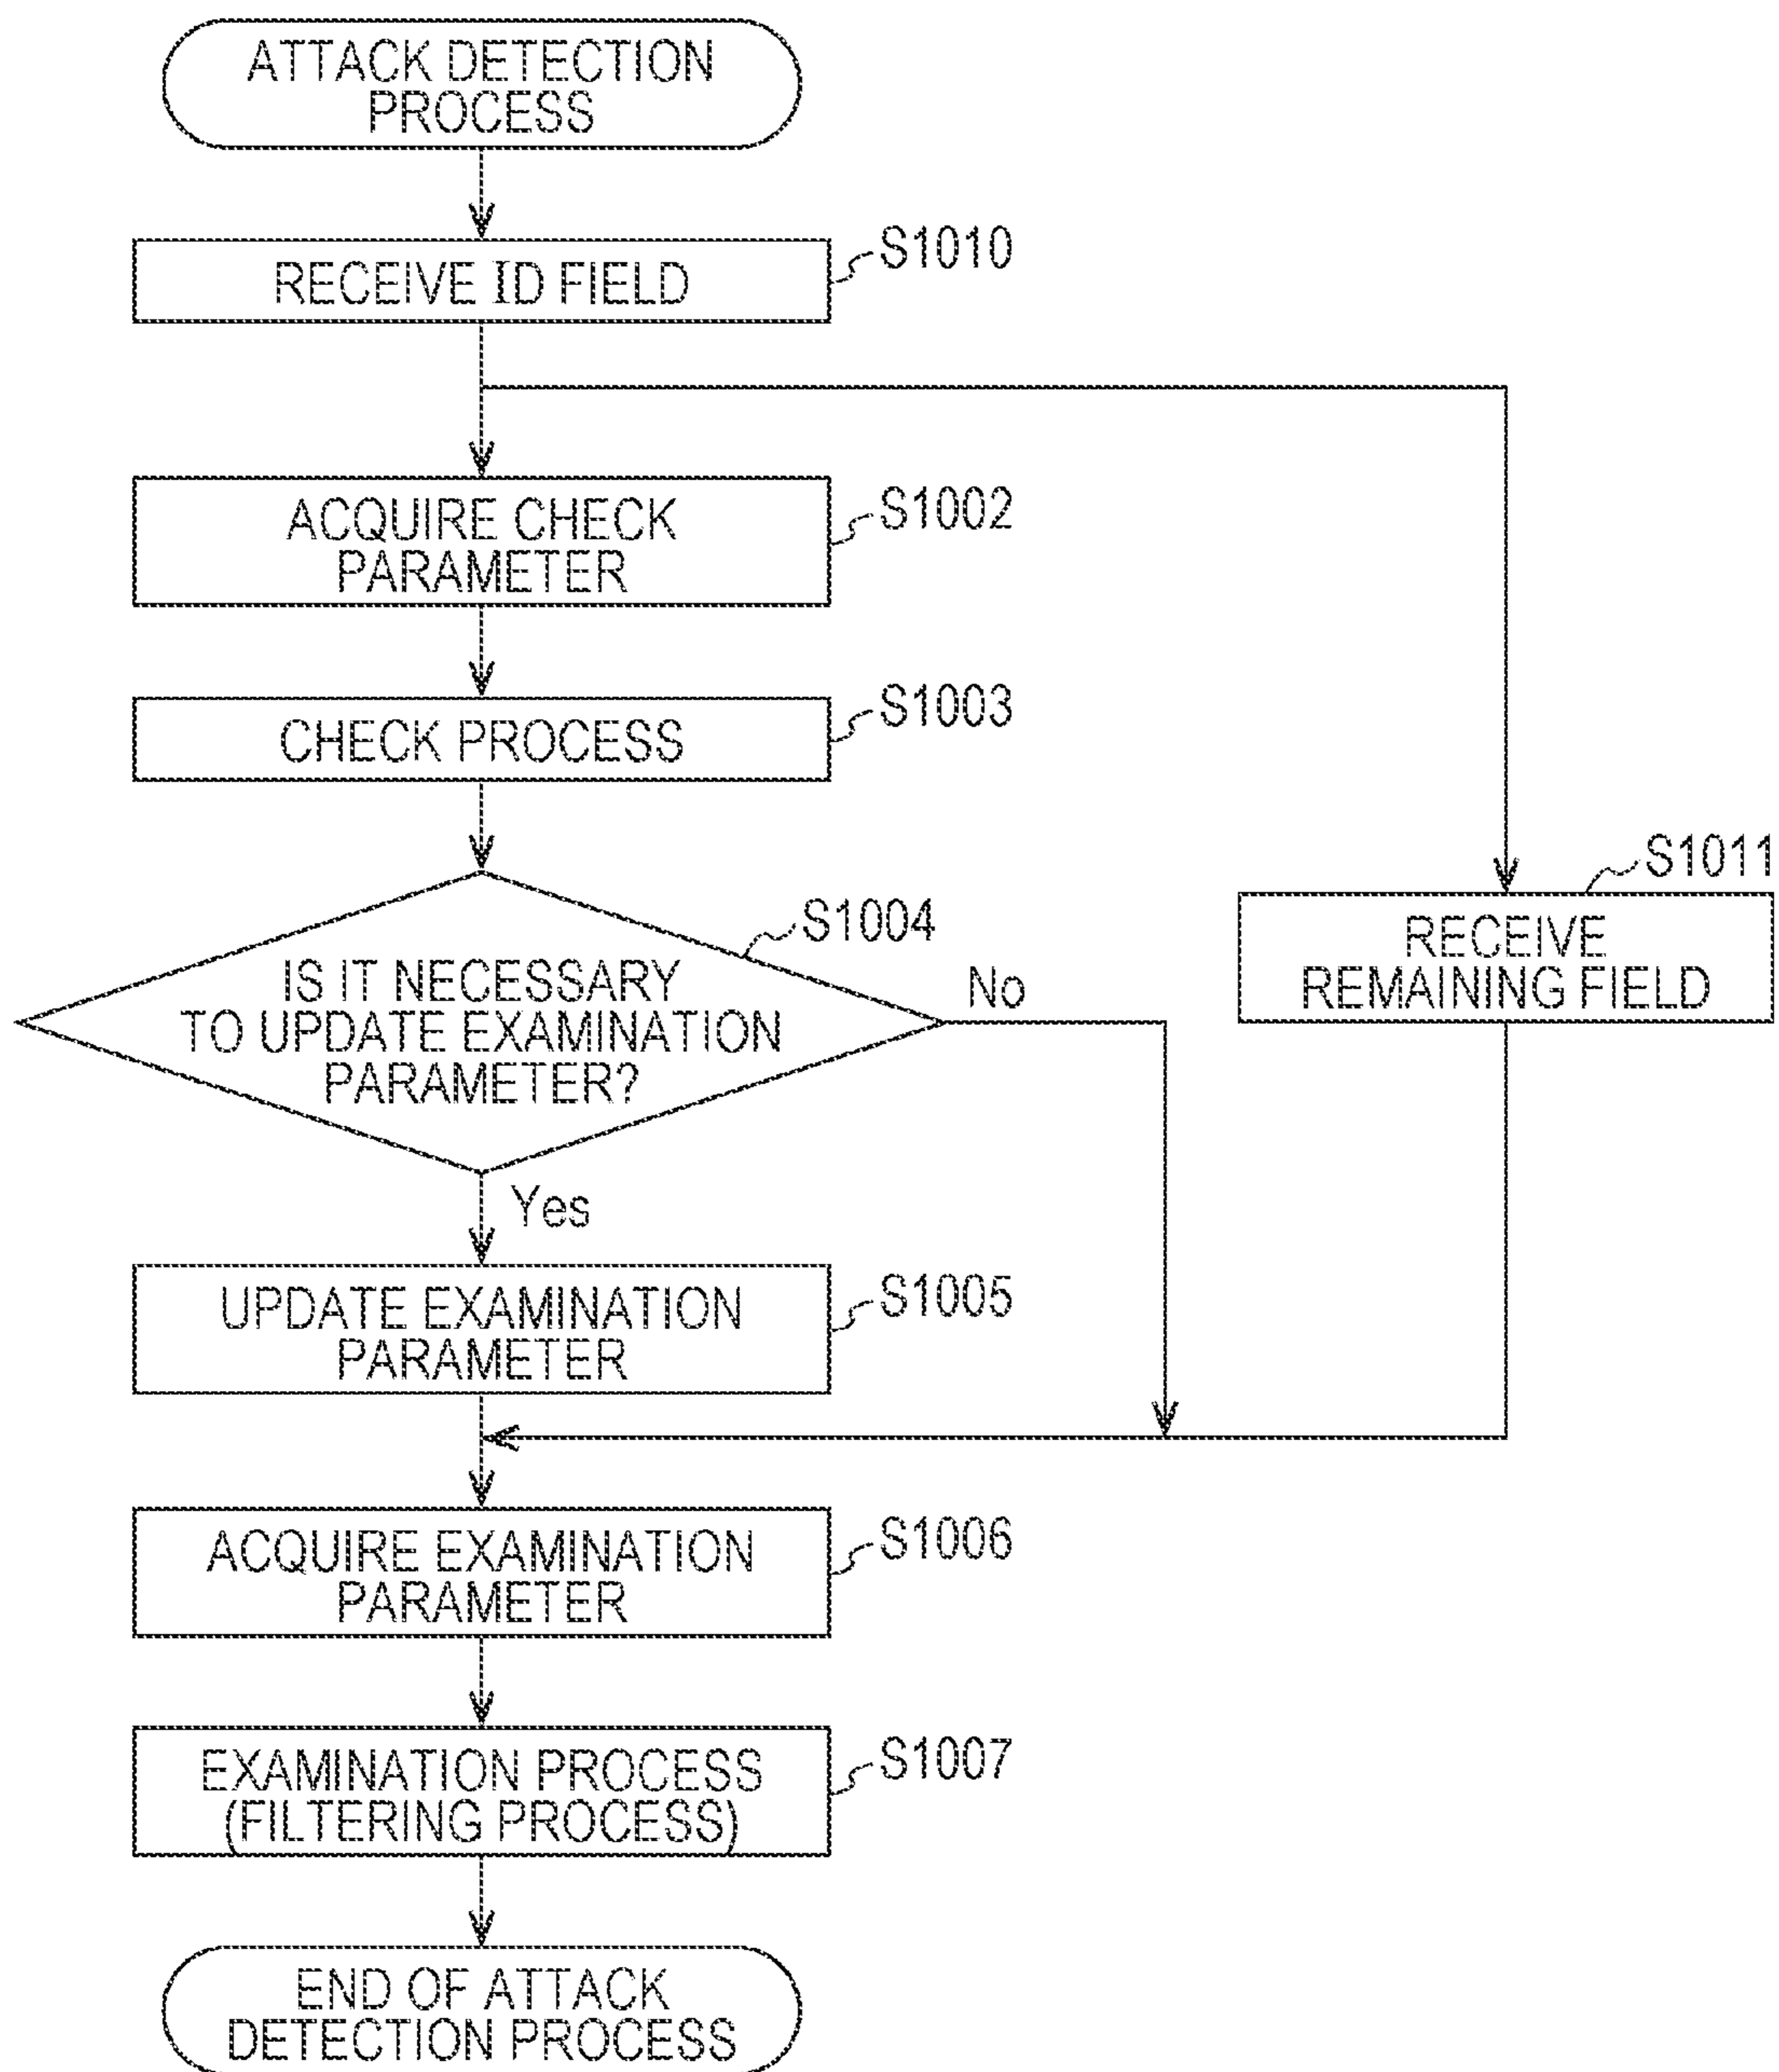 ATTACK DETECTION
PROCESS
RECEIVE ID FIELD
S1010
ACQUIRE CHECK
PARAMETER
S1002
CHECK PROCESS
S1003
IS IT NECESSARY
TO UPDATE EXAMINATION
PARAMETER?
S1004
No
Yes
RECEIVE
REMAINING FIELD
S1011
UPDATE EXAMINATION
PARAMETER
S1005
ACQUIRE EXAMINATION
PARAMETER
S1006
EXAMINATION PROCESS
(FILTERING PROCESS)
S1007
END OF ATTACK
DETECTION PROCESS